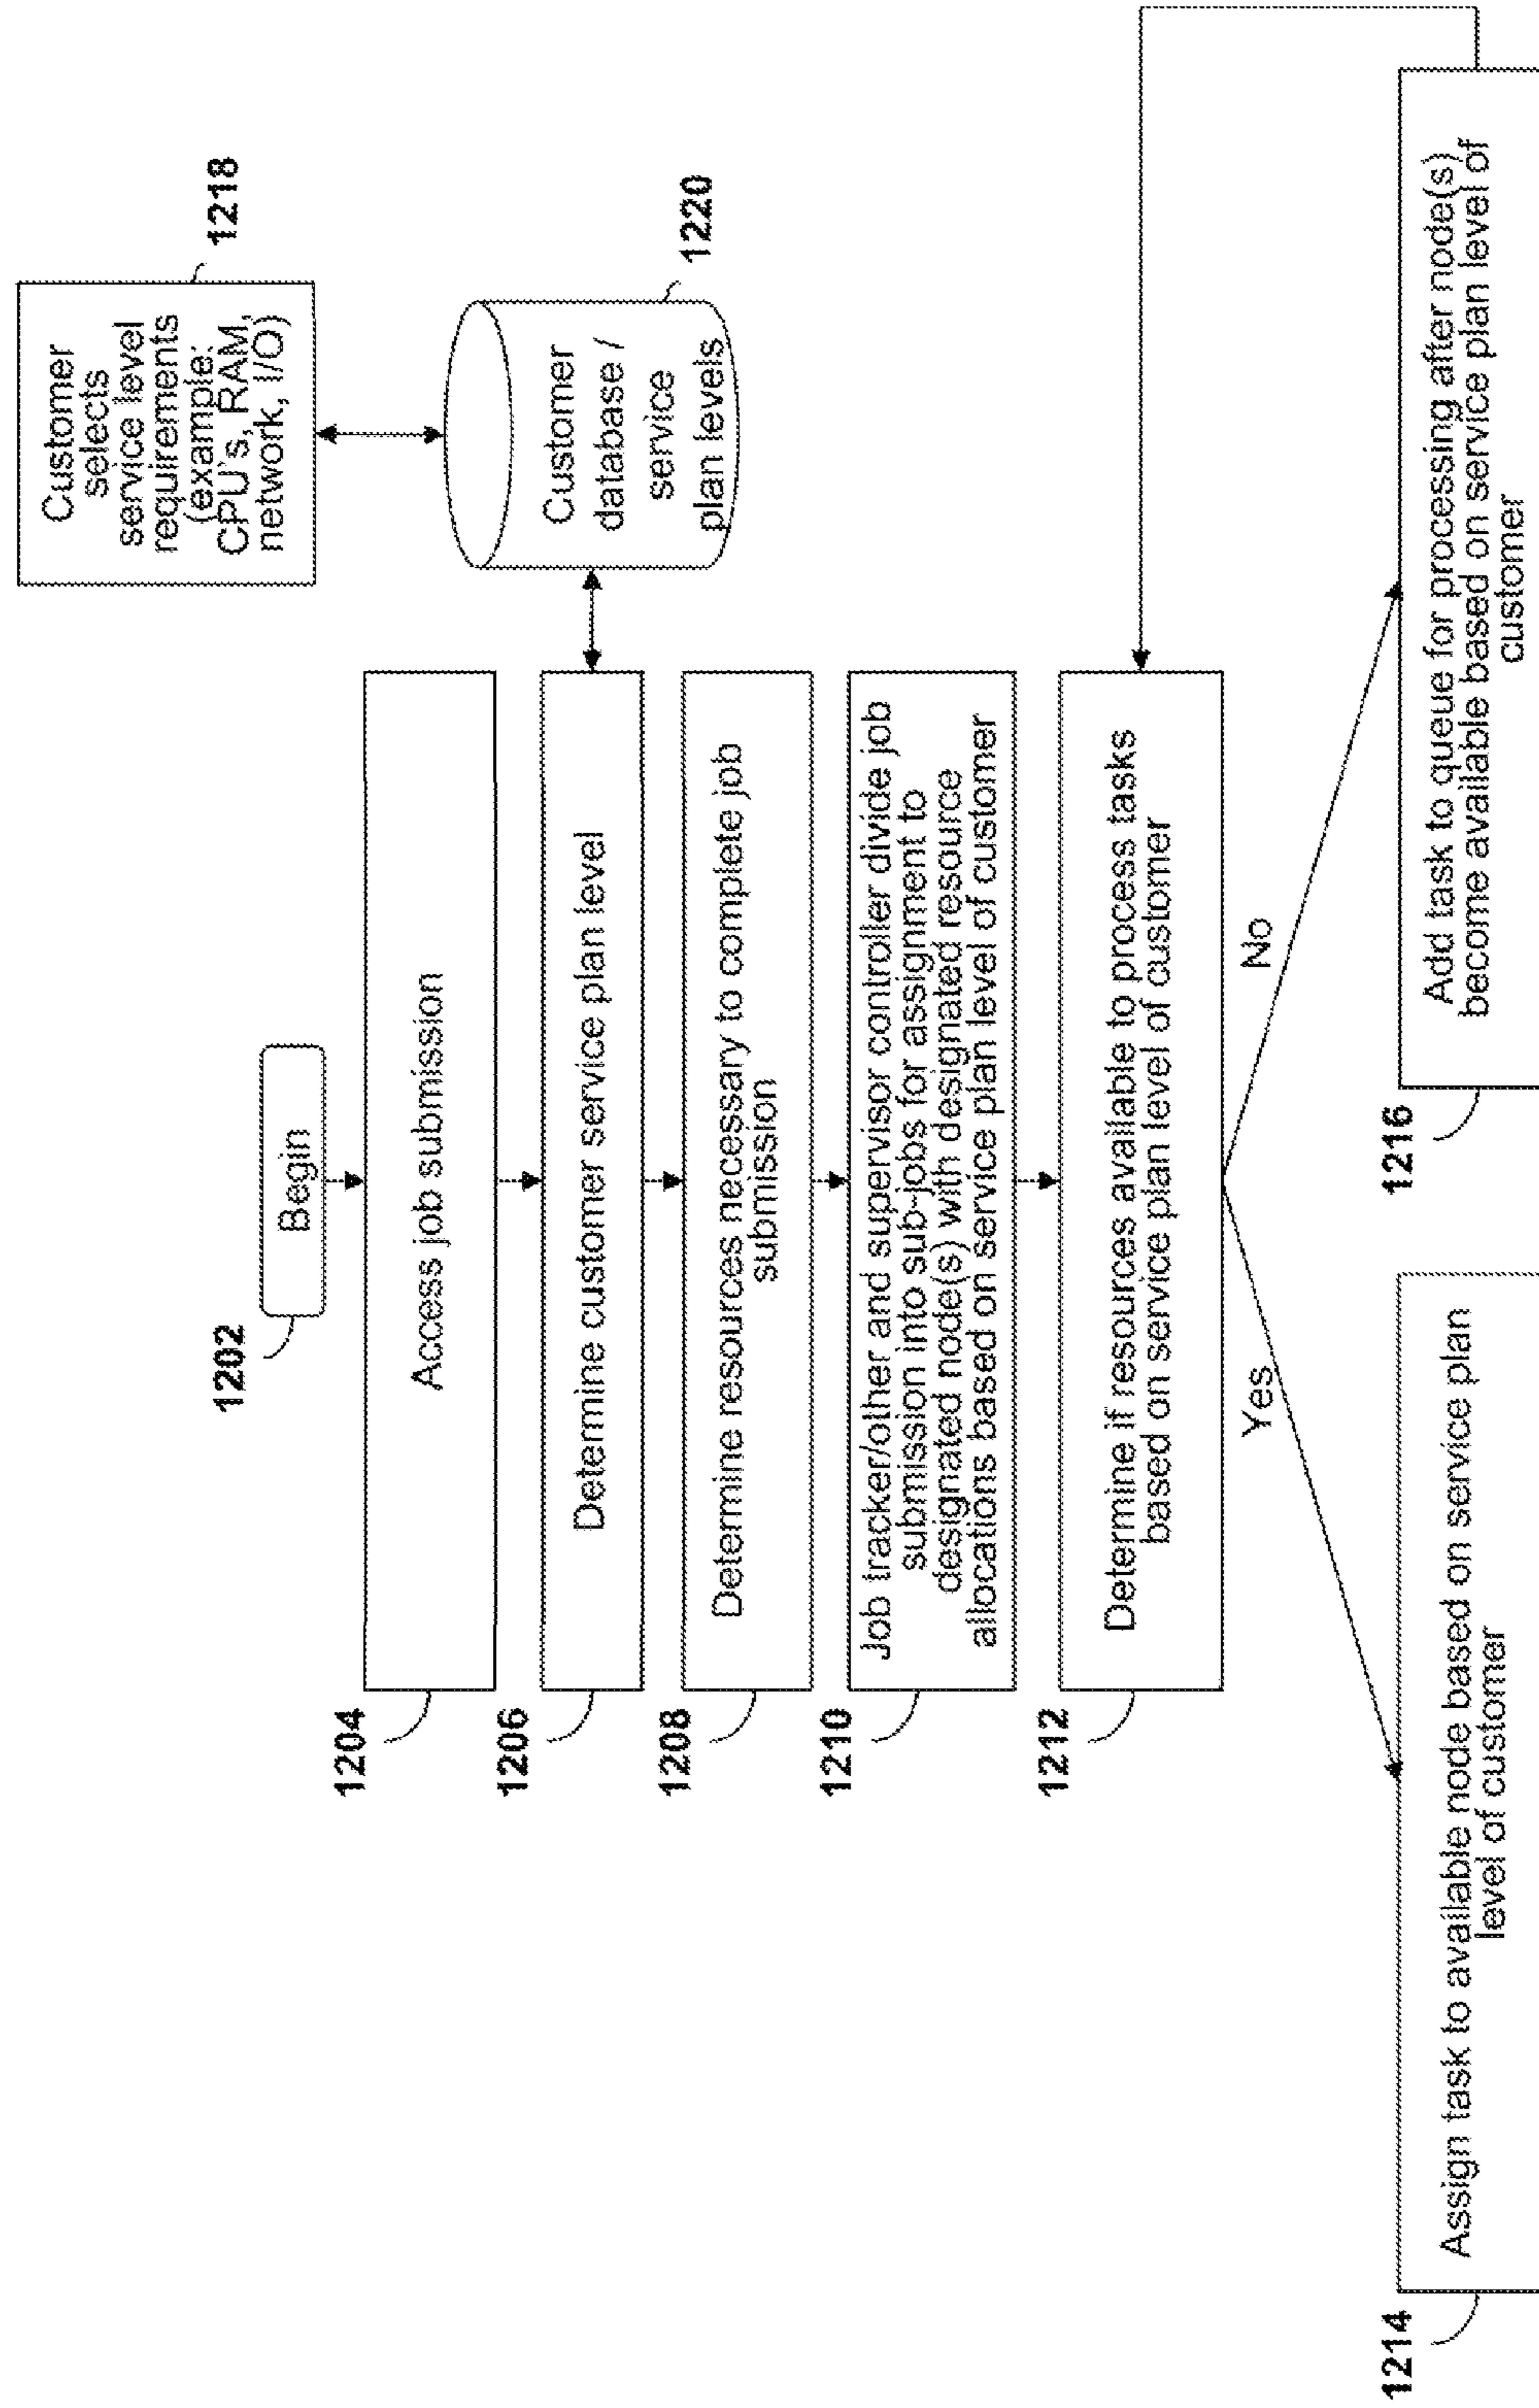 1202
Begin
Customer
selects
service level
requirements
(example:
CPU's, RAM,
network, I/O)
1218
1204
Access job submission
1206
Determine customer service plan level
Customer
database /
service
plan levels
1220
1208
Determine resources necessary to complete job
submission
1210
Job tracker/other and supervisor controller divide job
submission into sub-jobs for assignment to
designated node(s) with designated resource
allocations based on service plan level of customer
1212
Determine if resources available to process tasks
based on service plan level of customer
Yes
No
1214
Assign task to available node based on service plan
level of customer
1216
Add task to queue for processing after node(s)
become available based on service plan level of
customer